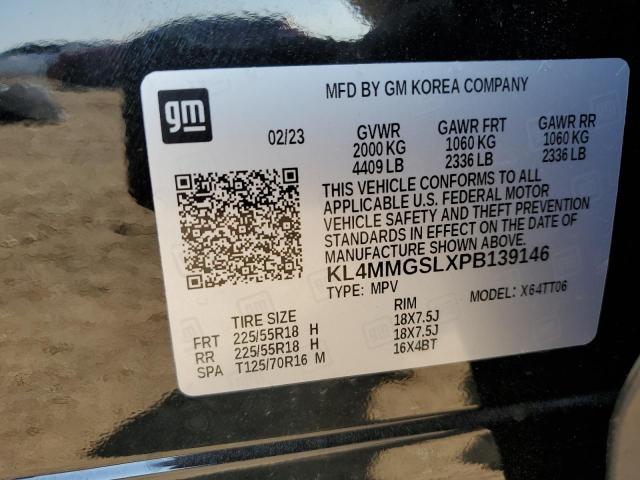 MFD BY GM KOREA COMPANY
gm
02/23 GVWR GAWR FRT GAWR RR
2000 KG 1060 KG 1060 KG
4409 LB 2336 LB 2336 LB
THIS VEHICLE CONFORMS TO ALL
APPLICABLE U.S. FEDERAL MOTOR
VEHICLE SAFETY AND THEFT PREVENTION
STANDARDS IN EFFECT ON THE DATE OF
MANUFACTURE SHOWN ABOVE.
KL4MMGSLXPB139146
TYPE: MPV MODEL: X64TT06
TIRE SIZE RIM
FRT 225/55R18 H 18X7.5J
RR 225/55R18 H 18X7.5J
SPA T125/70R16 M 16X4BT